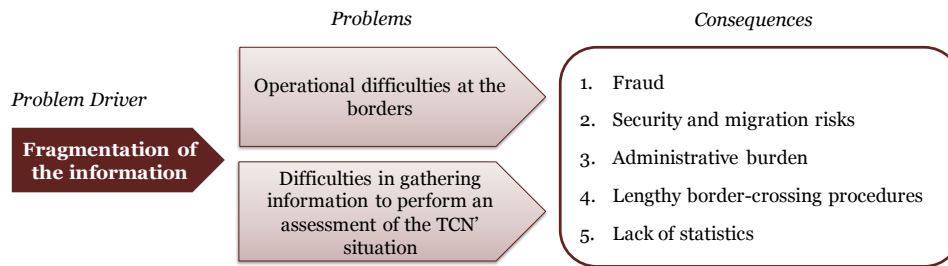 Problem Driver
Fragmentation of
the information
Problems
Operational difficulties at the
borders
Difficulties in gathering
information to perform an
assessment of the TCN'
situation
Consequences
1. Fraud
2. Security and migration risks
3. Administrative burden
4. Lengthy border-crossing procedures
5. Lack of statistics